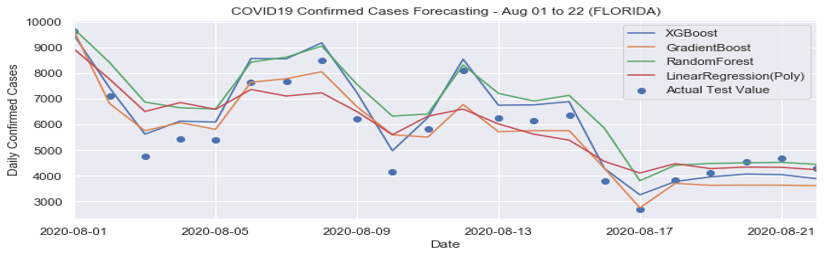 COVID19 Confirmed Cases Forecasting - Aug 01 to 22 (FLORIDA)
10000
9000
8000
7000
6000
5000
4000
3000
Daily Confirmed Cases
XGBoost
GradientBoost
RandomForest
LinearRegression(Poly)
Actual Test Value
2020-08-01 2020-08-05 2020-08-09 2020-08-13 2020-08-17 2020-08-21
Date